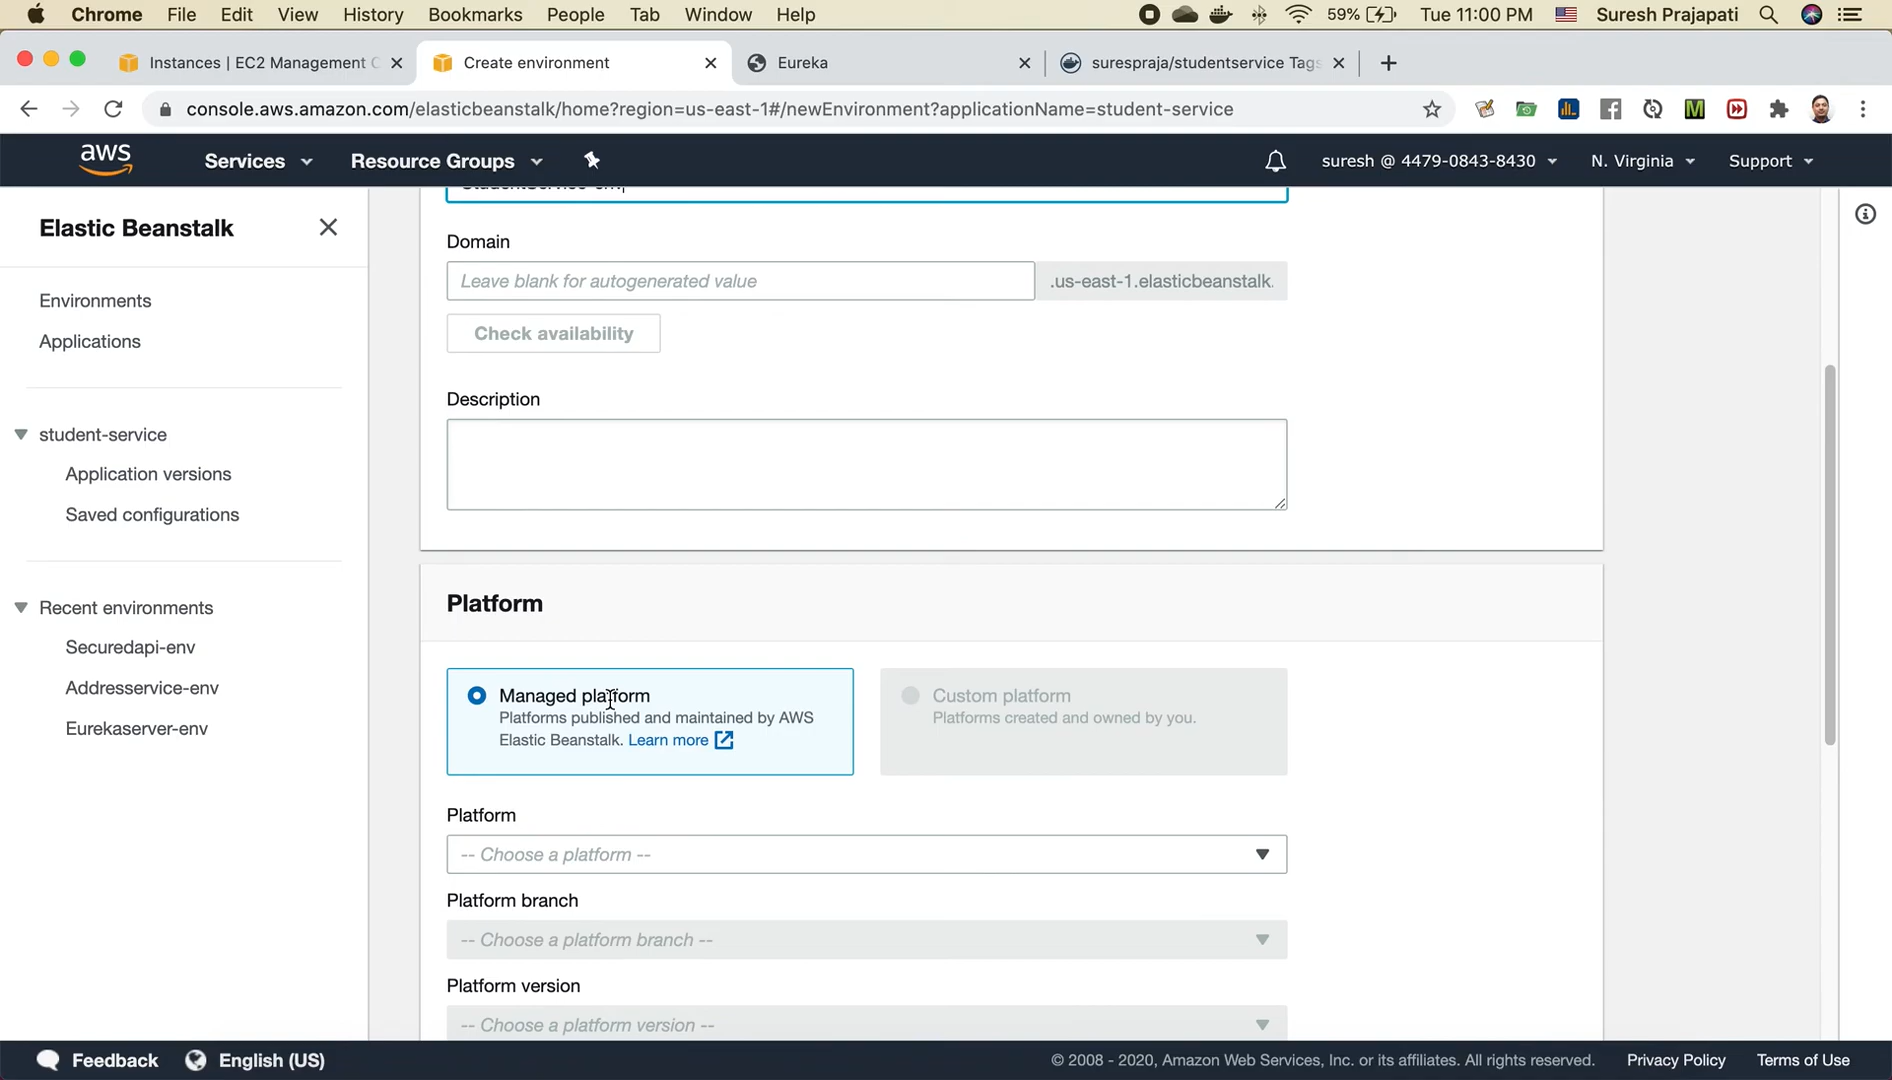 Chrome File Edit View History Bookmarks People Tab Window Help 59% Tue 11:00 PM Suresh Prajapati
Instances | EC2 Management C Create environment Eureka surespraja/studentservice Tags
console.aws.amazon.com/elasticbeanstalk/home?region=us-east-1#/newEnvironment?applicationName=student-service
aws Services Resource Groups suresh @ 4479-0843-8430 N. Virginia Support
Elastic Beanstalk
Environments
Applications
student-service
Application versions
Saved configurations
Recent environments
Securedapi-env
Addresservice-env
Eurekaserver-env
Domain
Leave blank for autogenerated value .us-east-1.elasticbeanstalk.
Check availability
Description
Platform
Managed platform
Platforms published and maintained by AWS
Elastic Beanstalk. Learn more
Custom platform
Platforms created and owned by you.
Platform
-- Choose a platform --
Platform branch
-- Choose a platform branch --
Platform version
-- Choose a platform version --
Feedback English (US) © 2008 - 2020, Amazon Web Services, Inc. or its affiliates. All rights reserved. Privacy Policy Terms of Use